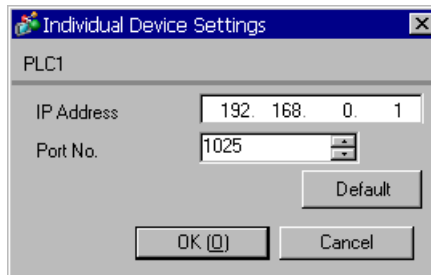 Individual Device Settings
PLC1
IP Address 192. 168. 0. 1
Port No. 1025
Default
OK (O) Cancel